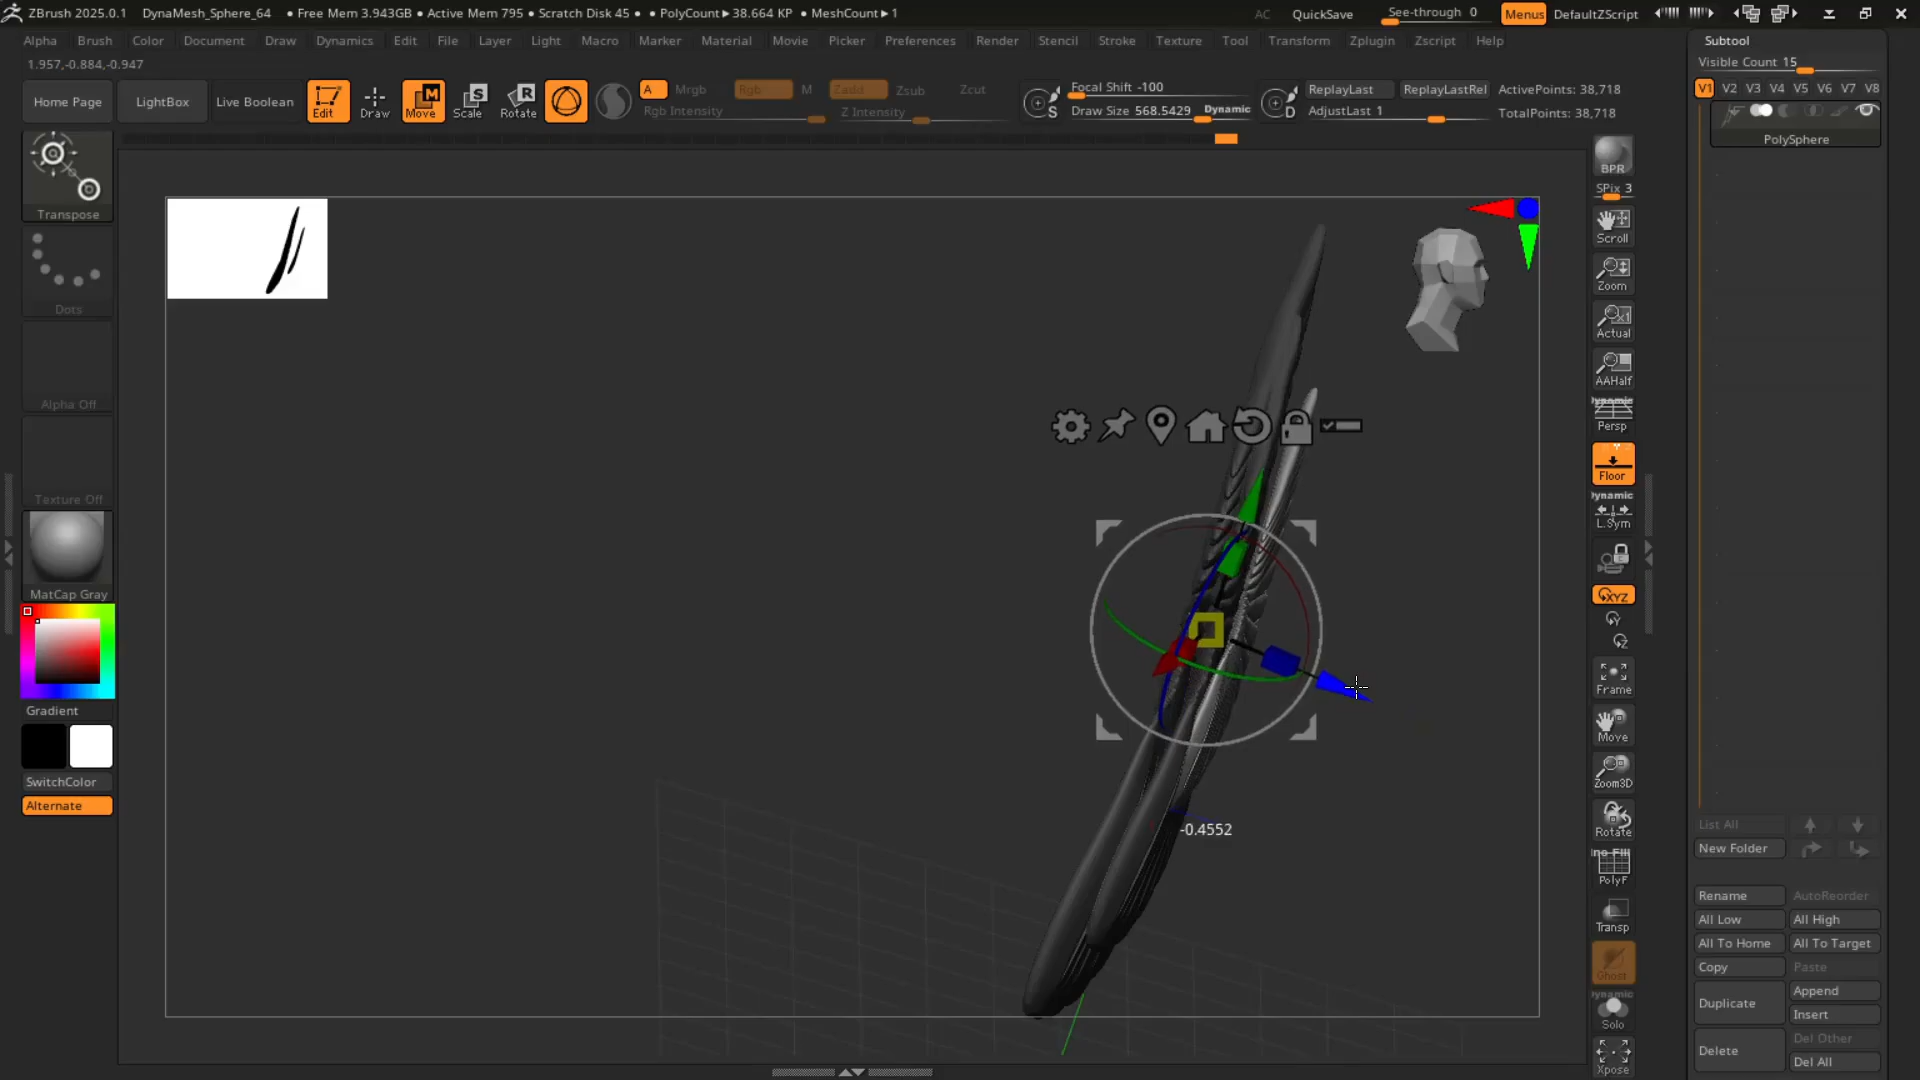 ZBrush 2025.0.1 DynaMesh_Sphere_64 • Free Mem 3.943GB • Active Mem 795 • Scratch Disk 45 • PolyCount▸38.664 KP • MeshCount▸1 AC QuickSave See-through 0 Menus DefaultZScript
Alpha Brush Color Document Draw Dynamics Edit File Layer Light Macro Marker Material Movie Picker Preferences Render Stencil Stroke Texture Tool Transform Zplugin Zscript Help
Subtool
1.957,-0.884,-0.947
Visible Count 15
V1 V2 V3 V4 V5 V6 V7 V8
Home Page LightBox Live Boolean Edit Draw Move Scale Rotate
A Mrgb Rgb M Zadd Zsub Zcut
Rgb Intensity Z Intensity
Focal Shift -100
Draw Size 568.5429 Dynamic
S D
ReplayLast ReplayLastRel ActivePoints: 38,718
AdjustLast 1 TotalPoints: 38,718
PolySphere
Transpose
Dots
Alpha Off
Texture Off
MatCap Gray
Gradient
SwitchColor
Alternate
-0.4552
BPR
SPix 3
Scroll
Zoom
Actual
AAHalf
Dynamic
Persp
Floor
Dynamic
L.Sym
XYZ
Frame
Move
Zoom3D
Rotate
PolyF
Transp
Ghost
Dynamic
Solo
Xpose
List All
New Folder
Rename AutoReorder
All Low All High
All To Home All To Target
Copy Paste
Duplicate Append
Insert
Delete Del Other
Del All